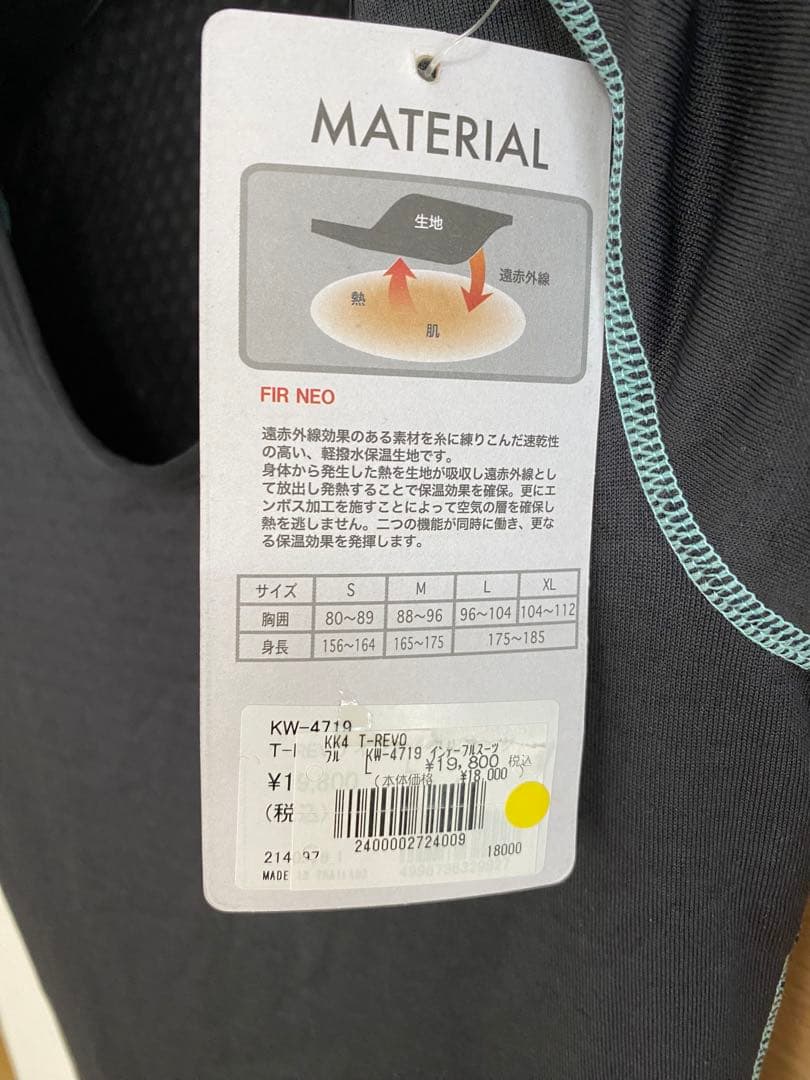 MATERIAL
生地
遠赤外線
熱
肌
FIR NEO
遠赤外線効果のある素材を糸に練りこんだ速乾性
の高い、軽撥水保温生地です。
身体から発生した熱を生地が吸収し遠赤外線とし
て放出し発熱することで保温効果を確保。更にエ
ンボス加工を施すことによって空気の層を確保し
熱を逃しません。二つの機能が同時に働き、更な
る保温効果を発揮します。
サイズ S M L XL
胸囲 80〜89 88〜96 96〜104 104〜112
身長 156〜164 165〜175 175〜185
KW-4719
KK4 T-REVO
フル KW-4719 インナーフルスーツ
L ¥19,800 税込
(本体価格 ¥18,000 )
2400002724009
18000
MADE IN THAILAND